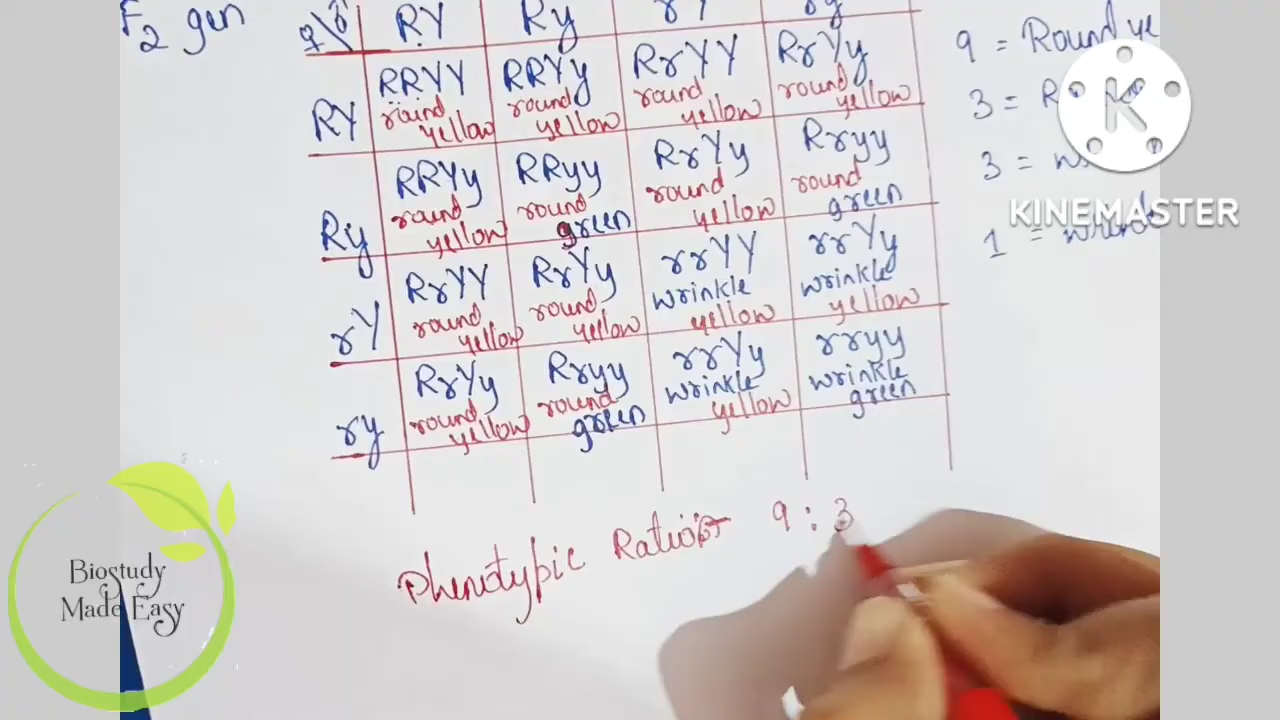 F2 gen
♀\♂ RY Ry rY ry
RY RRYY RRYy RrYY RrYy
round yellow round yellow round yellow round yellow
Ry RRYy RRyy RrYy Rryy
round yellow round green round yellow round green
rY RrYY RrYy rrYY rrYy
round yellow round yellow wrinkle yellow wrinkle yellow
ry RrYy Rryy rrYy rryy
round yellow round green wrinkle yellow wrinkle green
9 = Round ye
3 = R
3 = w
1 =
KINEMASTER
Phenotypic Ratio 9 : 3
Biostudy
Made Easy